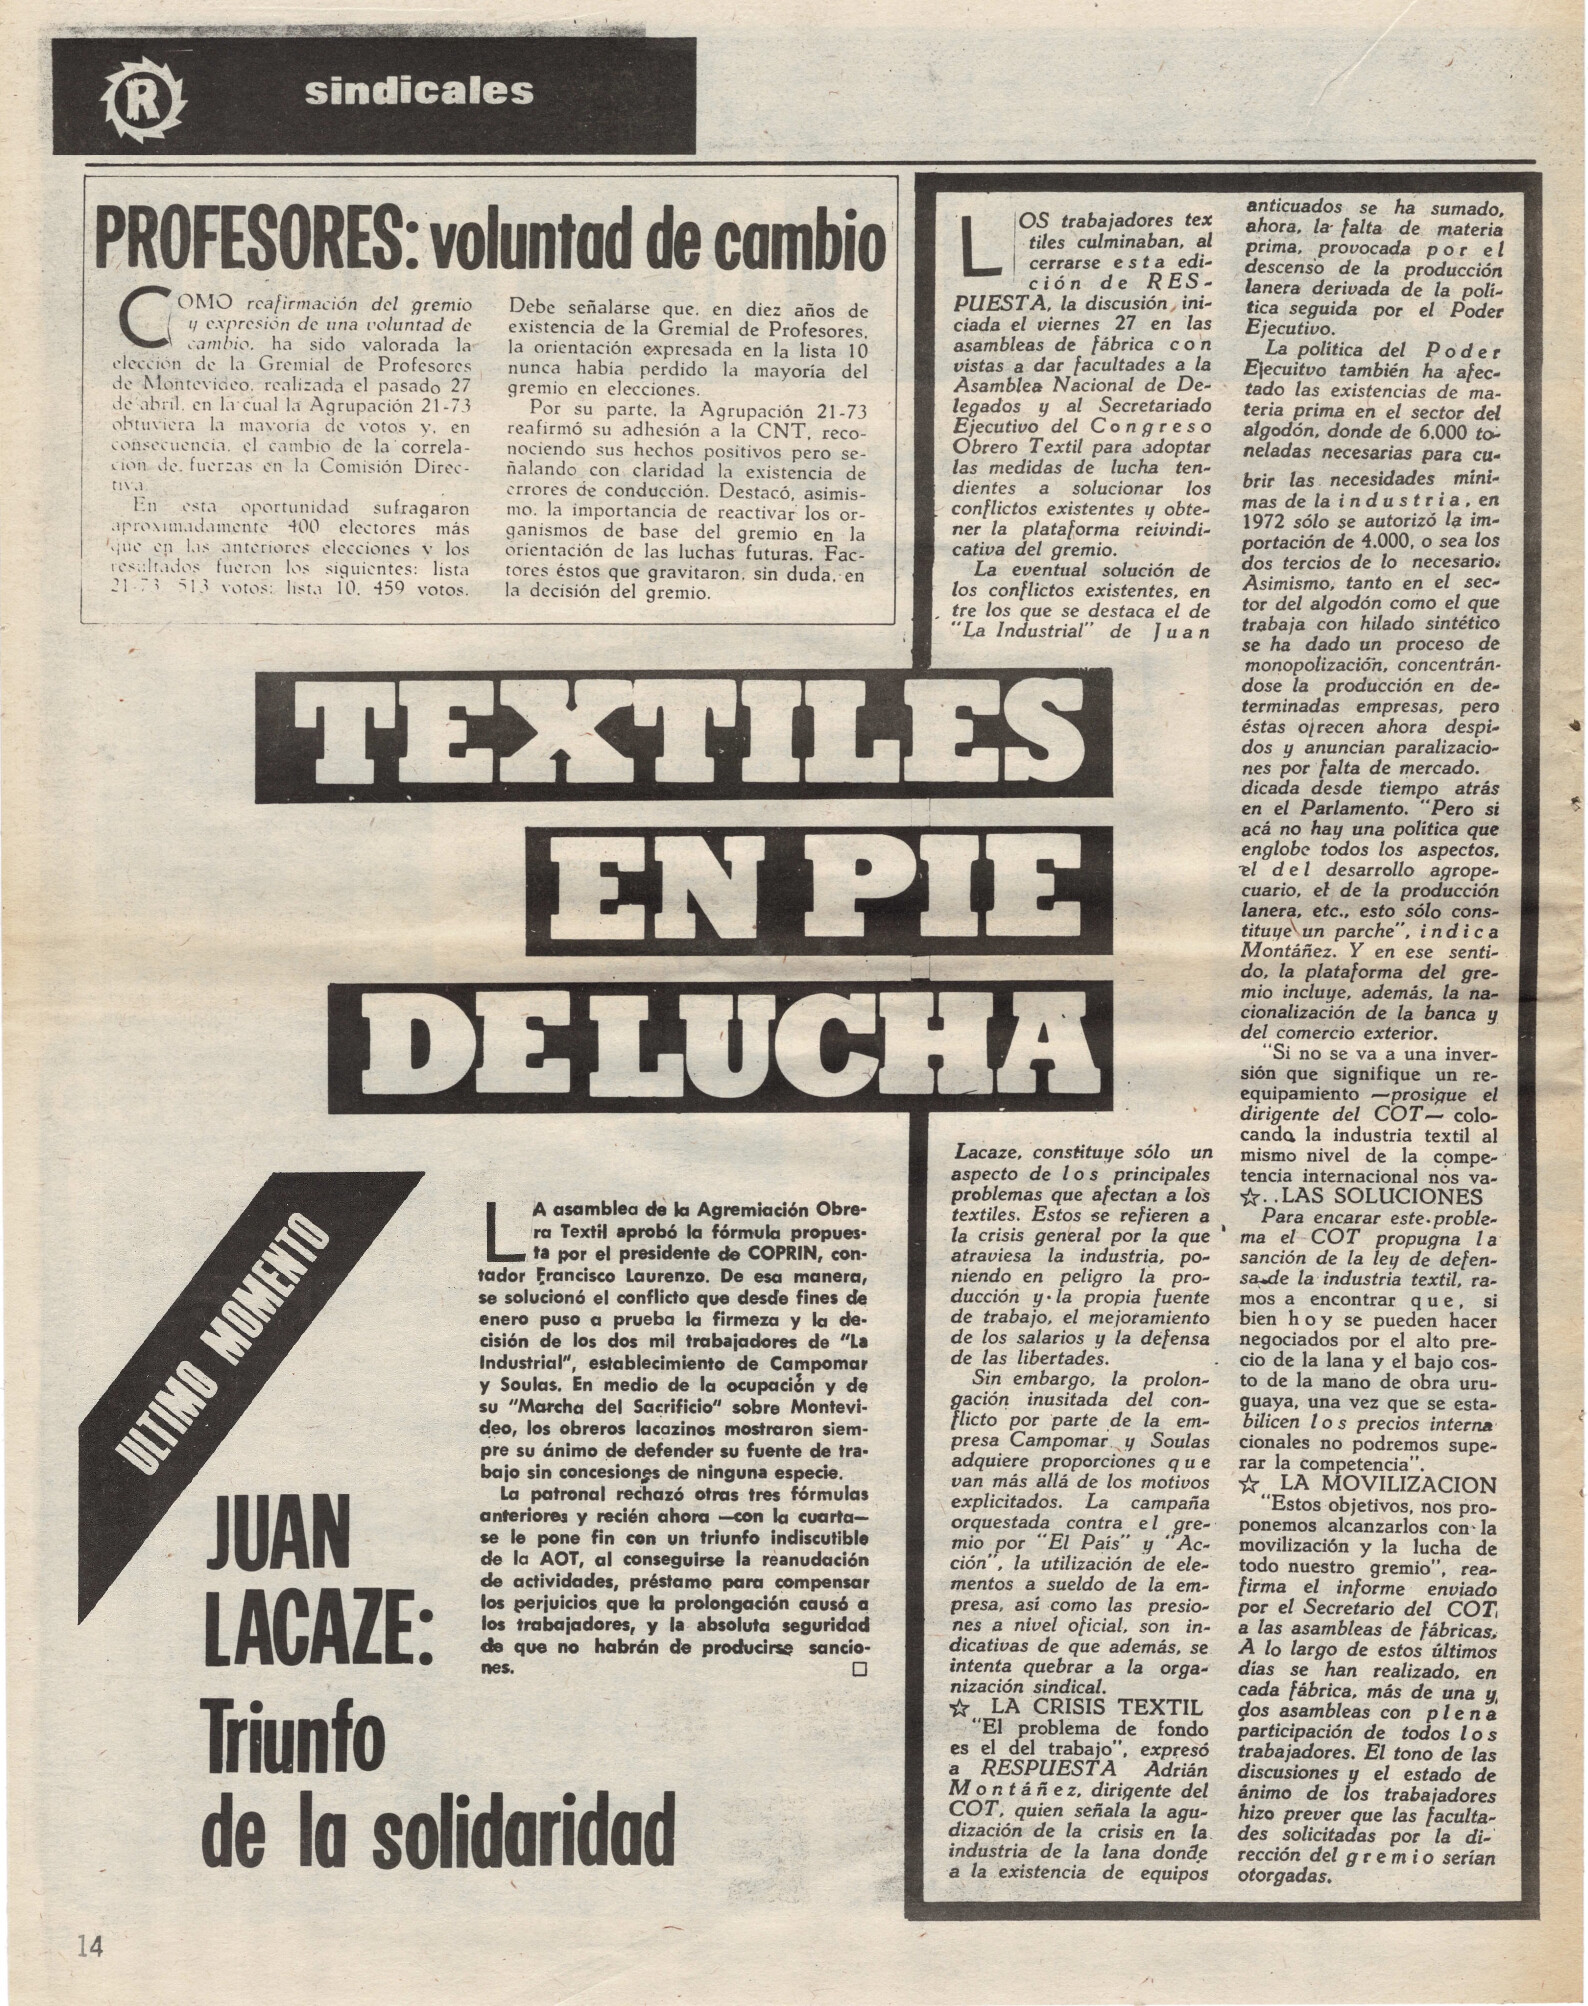 R
sindicales
PROFESORES: voluntad de cambio
COMO reafirmación del gremio
y expresión de una voluntad de
cambio, ha sido valorada la
elección de la Gremial de Profesores
de Montevideo, realizada el pasado 27
de abril, en la cual la Agrupación 21-73
obtuviera la mayoría de votos y, en
consecuencia, el cambio de la correla-
ción de fuerzas en la Comisión Direc-
tiva.
En esta oportunidad sufragaron
aproximadamente 400 electores más
que en las anteriores elecciones y los
resultados fueron los siguientes: lista
21-73, 513 votos; lista 10, 459 votos.
Debe señalarse que, en diez años de
existencia de la Gremial de Profesores,
la orientación expresada en la lista 10
nunca había perdido la mayoría del
gremio en elecciones.
Por su parte, la Agrupación 21-73
reafirmó su adhesión a la CNT, reco-
nociendo sus hechos positivos pero se-
ñalando con claridad la existencia de
errores de conducción. Destacó, asimis-
mo, la importancia de reactivar los or-
ganismos de base del gremio en la
orientación de las luchas futuras. Fac-
tores éstos que gravitaron, sin duda, en
la decisión del gremio.
TEXTILES
EN PIE
DE LUCHA
LOS trabajadores tex
tiles culminaban, al
cerrarse esta edi-
ción de RES-
PUESTA, la discusión, ini-
ciada el viernes 27 en las
asambleas de fábrica con
vistas a dar facultades a la
Asamblea Nacional de De-
legados y al Secretariado
Ejecutivo del Congreso
Obrero Textil para adoptar
las medidas de lucha ten-
dientes a solucionar los
conflictos existentes y obte-
ner la plataforma reivindi-
cativa del gremio.
La eventual solución de
los conflictos existentes, en
tre los que se destaca el de
"La Industrial" de Juan
Lacaze, constituye sólo un
aspecto de los principales
problemas que afectan a los
textiles. Estos se refieren a
la crisis general por la que
atraviesa la industria, po-
niendo en peligro la pro-
ducción y la propia fuente
de trabajo, el mejoramiento
de los salarios y la defensa
de las libertades.
Sin embargo, la prolon-
gación inusitada del con-
flicto por parte de la em-
presa Campomar y Soulas
adquiere proporciones que
van más allá de los motivos
explicitados. La campaña
orquestada contra el gre-
mio por "El País" y "Ac-
ción", la utilización de ele-
mentos a sueldo de la em-
presa, así como las presio-
nes a nivel oficial, son in-
dicativas de que además, se
intenta quebrar a la orga-
nización sindical.
☆ LA CRISIS TEXTIL
"El problema de fondo
es el del trabajo", expresó
a RESPUESTA Adrián
Montáñez, dirigente del
COT, quien señala la agu-
dización de la crisis en la
industria de la lana donde
a la existencia de equipos
anticuados se ha sumado,
ahora, la falta de materia
prima, provocada por el
descenso de la producción
lanera derivada de la polí-
tica seguida por el Poder
Ejecutivo.
La política del Poder
Ejecuitvo también ha afec-
tado las existencias de ma-
teria prima en el sector del
algodón, donde de 6.000 to-
neladas necesarias para cu-
brir las necesidades míni-
mas de la industria, en
1972 sólo se autorizó la im-
portación de 4.000, o sea los
dos tercios de lo necesario.
Asimismo, tanto en el sec-
tor del algodón como el que
trabaja con hilado sintético
se ha dado un proceso de
monopolización, concentrán-
dose la producción en de-
terminadas empresas, pero
éstas ofrecen ahora despi-
dos y anuncian paralizacio-
nes por falta de mercado.
dicada desde tiempo atrás
en el Parlamento. "Pero si
acá no hay una política que
englobe todos los aspectos,
el del desarrollo agrope-
cuario, el de la producción
lanera, etc., esto sólo cons-
tituye un parche", indica
Montáñez. Y en ese senti-
do, la plataforma del gre-
mio incluye, además, la na-
cionalización de la banca y
del comercio exterior.
"Si no se va a una inver-
sión que signifique un re-
equipamiento —prosigue el
dirigente del COT— colo-
cando la industria textil al
mismo nivel de la compe-
tencia internacional nos va-
☆..LAS SOLUCIONES
Para encarar este proble-
ma el COT propugna la
sanción de la ley de defen-
sa de la industria textil, ra-
mos a encontrar que, si
bien hoy se pueden hacer
negociados por el alto pre-
cio de la lana y el bajo cos-
to de la mano de obra uru-
guaya, una vez que se esta-
bilicen los precios interna
cionales no podremos supe-
rar la competencia".
☆ LA MOVILIZACION
"Estos objetivos, nos pro-
ponemos alcanzarlos con la
movilización y la lucha de
todo nuestro gremio", rea-
firma el informe enviado
por el Secretario del COT,
a las asambleas de fábricas.
A lo largo de estos últimos
días se han realizado, en
cada fábrica, más de una y
dos asambleas con plena
participación de todos los
trabajadores. El tono de las
discusiones y el estado de
ánimo de los trabajadores
hizo prever que las faculta-
des solicitadas por la di-
rección del gremio serían
otorgadas.
ULTIMO MOMENTO
JUAN
LACAZE:
Triunfo
de la solidaridad
LA asamblea de la Agremiación Obre-
ra Textil aprobó la fórmula propues-
ta por el presidente de COPRIN, con-
tador Francisco Laurenzo. De esa manera,
se solucionó el conflicto que desde fines de
enero puso a prueba la firmeza y la de-
cisión de los dos mil trabajadores de "La
Industrial", establecimiento de Campomar
y Soulas. En medio de la ocupación y de
su "Marcha del Sacrificio" sobre Montevi-
deo, los obreros lacazinos mostraron siem-
pre su ánimo de defender su fuente de tra-
bajo sin concesiones de ninguna especie.
La patronal rechazó otras tres fórmulas
anteriores y recién ahora —con la cuarta—
se le pone fin con un triunfo indiscutible
de la AOT, al conseguirse la reanudación
de actividades, préstamo para compensar
los perjuicios que la prolongación causó a
los trabajadores, y la absoluta seguridad
de que no habrán de producirse sancio-
nes. □
14